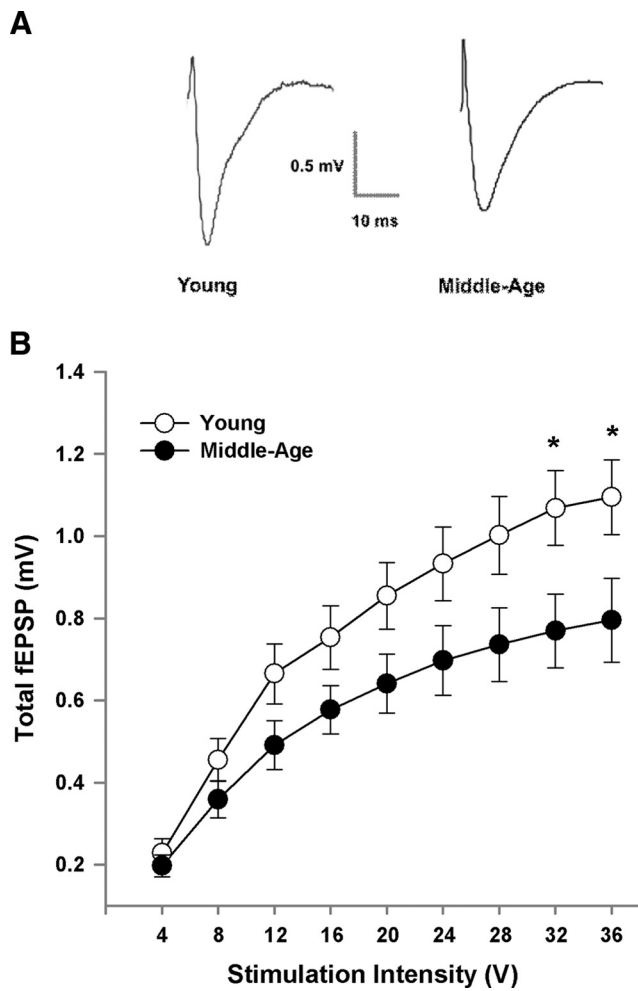 A
0.5 mV
10 ms
Young
Middle-Age
B
1.4
Young
Middle-Age
* *
1.2
1.0
0.8
0.6
0.4
0.2
Total fEPSP (mV)
4 8 12 16 20 24 28 32 36
Stimulation Intensity (V)